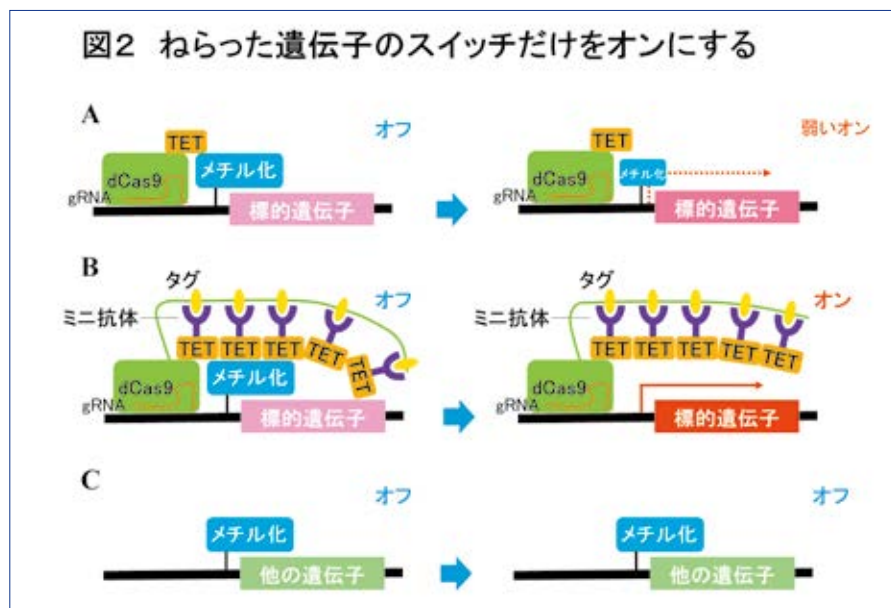 図2 ねらった遺伝子のスイッチだけをオンにする
A
オフ
TET
メチル化
dCas9
gRNA
標的遺伝子
弱いオン
TET
メチル化
dCas9
gRNA
標的遺伝子
B
タグ
オフ
ミニ抗体
TET TET TET TET TET
メチル化
dCas9
gRNA
標的遺伝子
タグ
オン
ミニ抗体
TET TET TET TET TET
dCas9
gRNA
標的遺伝子
C
オフ
メチル化
他の遺伝子
オフ
メチル化
他の遺伝子